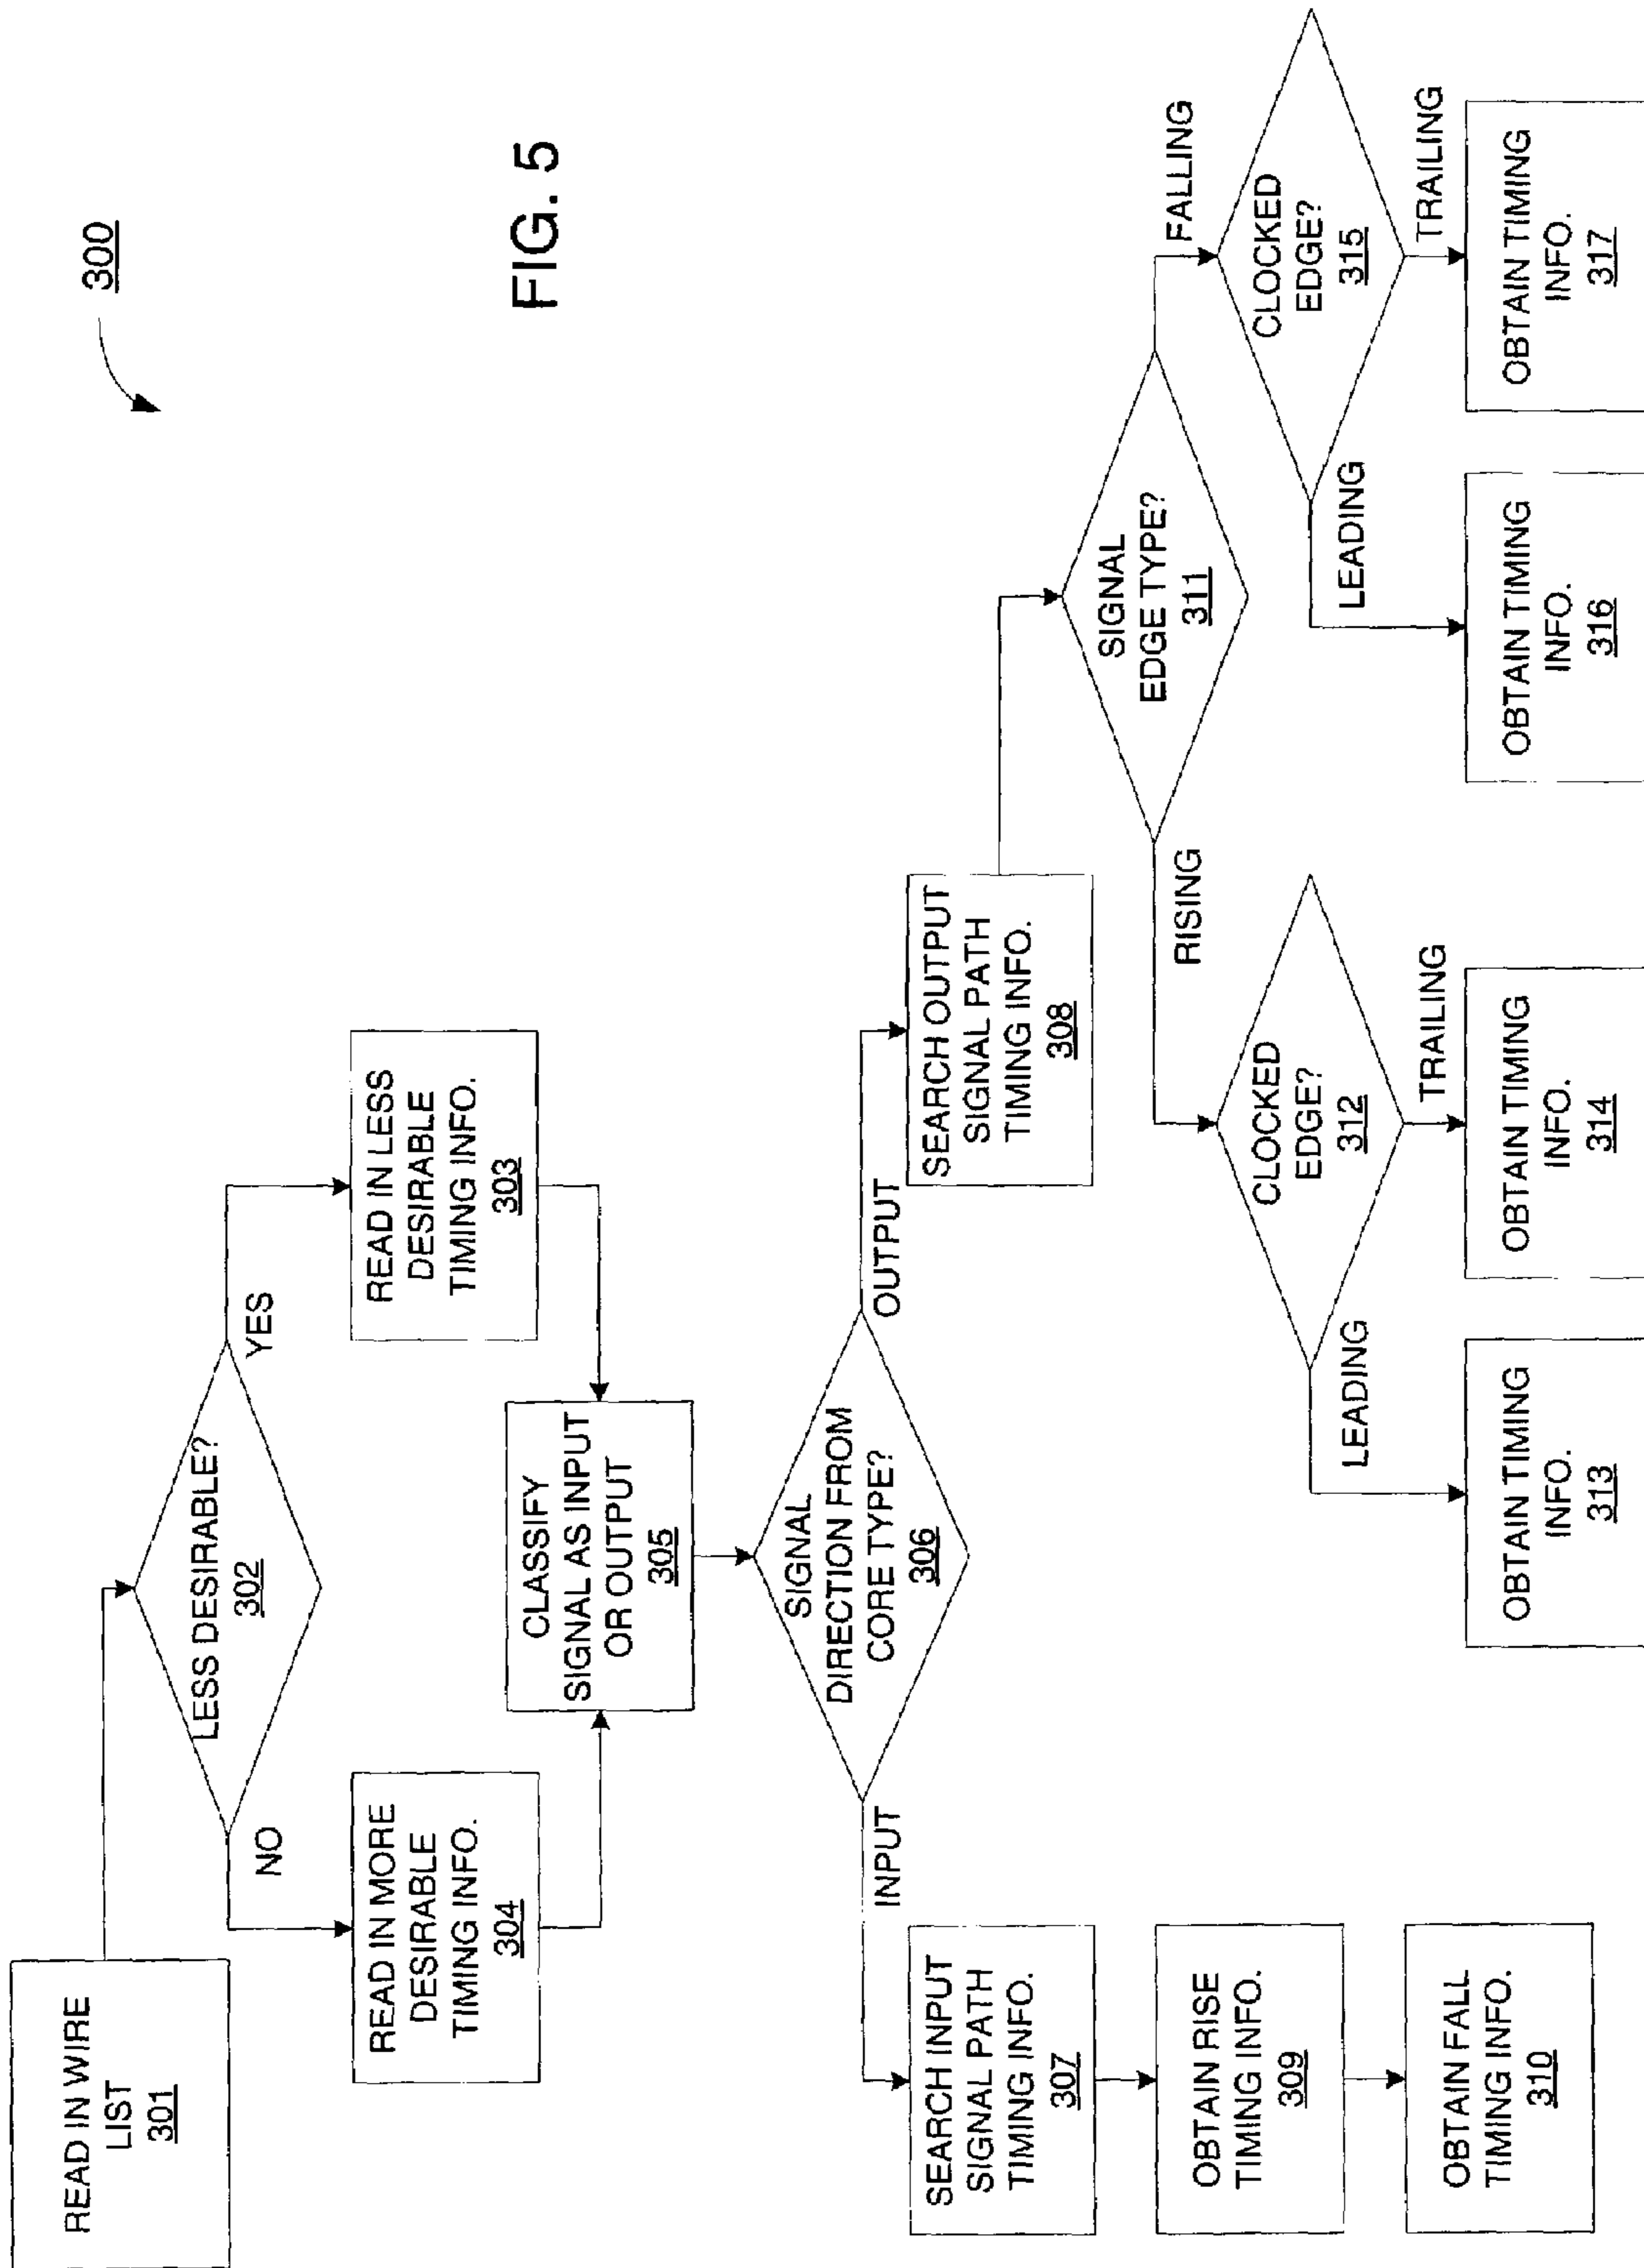 300
FIG. 5
READ IN WIRE
LIST
301
LESS DESIRABLE?
302
NO
YES
READ IN MORE
DESIRABLE
TIMING INFO.
304
READ IN LESS
DESIRABLE
TIMING INFO.
303
CLASSIFY
SIGNAL AS INPUT
OR OUTPUT
305
SIGNAL
DIRECTION FROM
CORE TYPE?
306
INPUT
OUTPUT
SEARCH INPUT
SIGNAL PATH
TIMING INFO.
307
OBTAIN RISE
TIMING INFO.
309
OBTAIN FALL
TIMING INFO.
310
SEARCH OUTPUT
SIGNAL PATH
TIMING INFO.
308
SIGNAL
EDGE TYPE?
311
RISING
FALLING
CLOCKED
EDGE?
312
LEADING
TRAILING
OBTAIN TIMING
INFO.
313
OBTAIN TIMING
INFO.
314
CLOCKED
EDGE?
315
LEADING
TRAILING
OBTAIN TIMING
INFO.
316
OBTAIN TIMING
INFO.
317